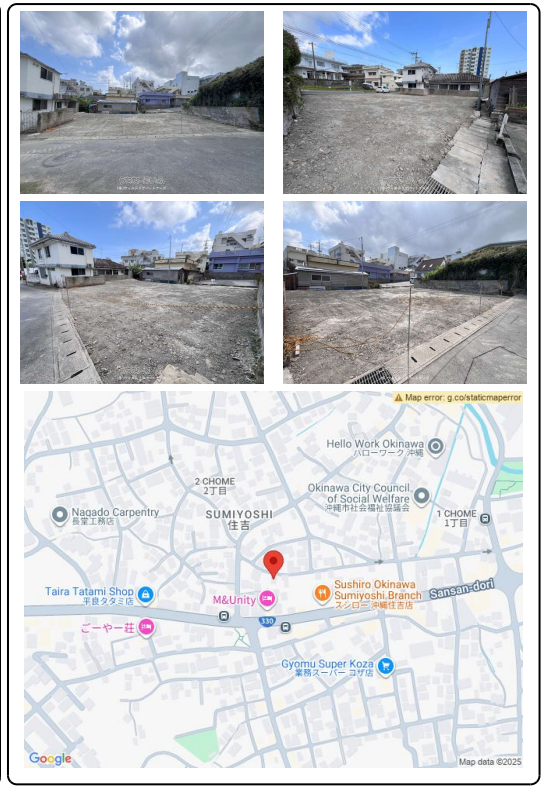 Map error: g.co/staticmaperror
Hello Work Okinawa
ハローワーク 沖縄
2 CHOME
2丁目
Okinawa City Council
of Social Welfare
沖縄市社会福祉協議会
1 CHOME
1丁目
Nagado Carpentry
長堂工務店
SUMIYOSHI
住吉
Taira Tatami Shop
平良タタミ店
M&Unity
Sushiro Okinawa
Sumiyoshi Branch
スシロー 沖縄住吉店
Sansan-dori
330
ごーやー荘
Gyomu Super Koza
業務スーパー コザ店
Google
Map data ©2025